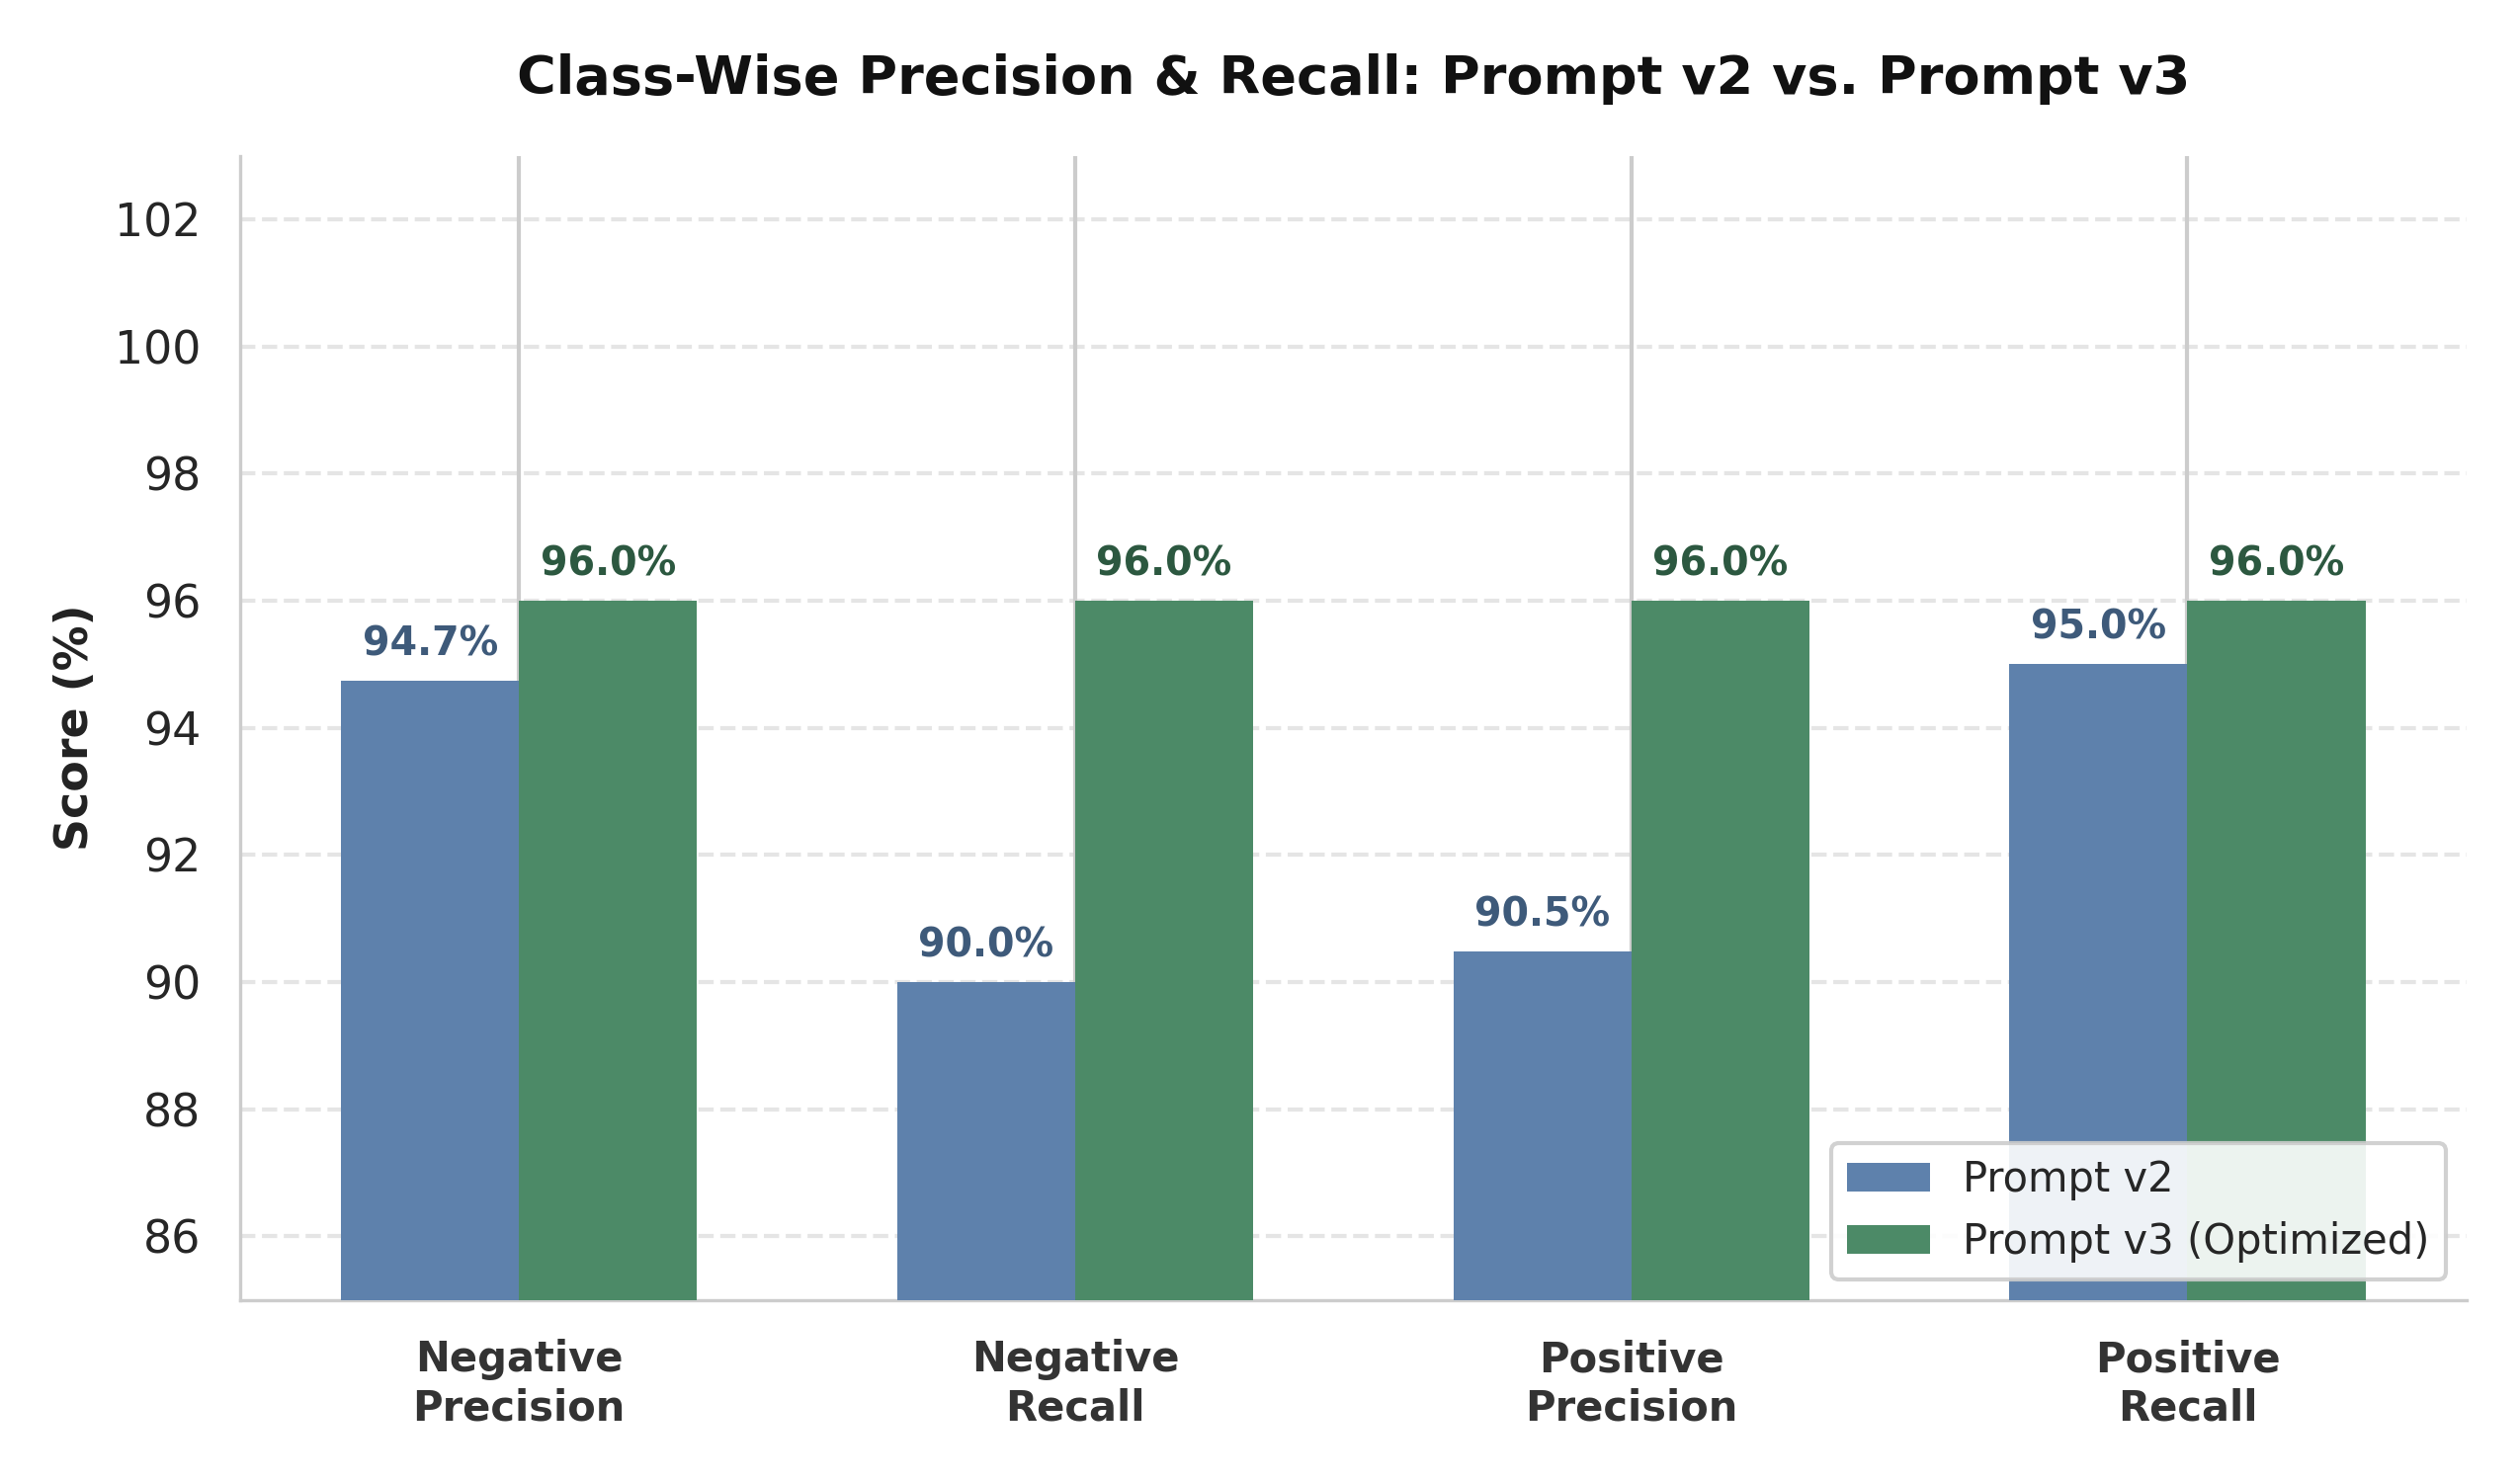 Class-Wise Precision & Recall: Prompt v2 vs. Prompt v3
Score (%)
102
100
98
96
94
92
90
88
86
94.7%
96.0%
90.0%
96.0%
90.5%
96.0%
95.0%
96.0%
Prompt v2
Prompt v3 (Optimized)
Negative
Precision
Negative
Recall
Positive
Precision
Positive
Recall